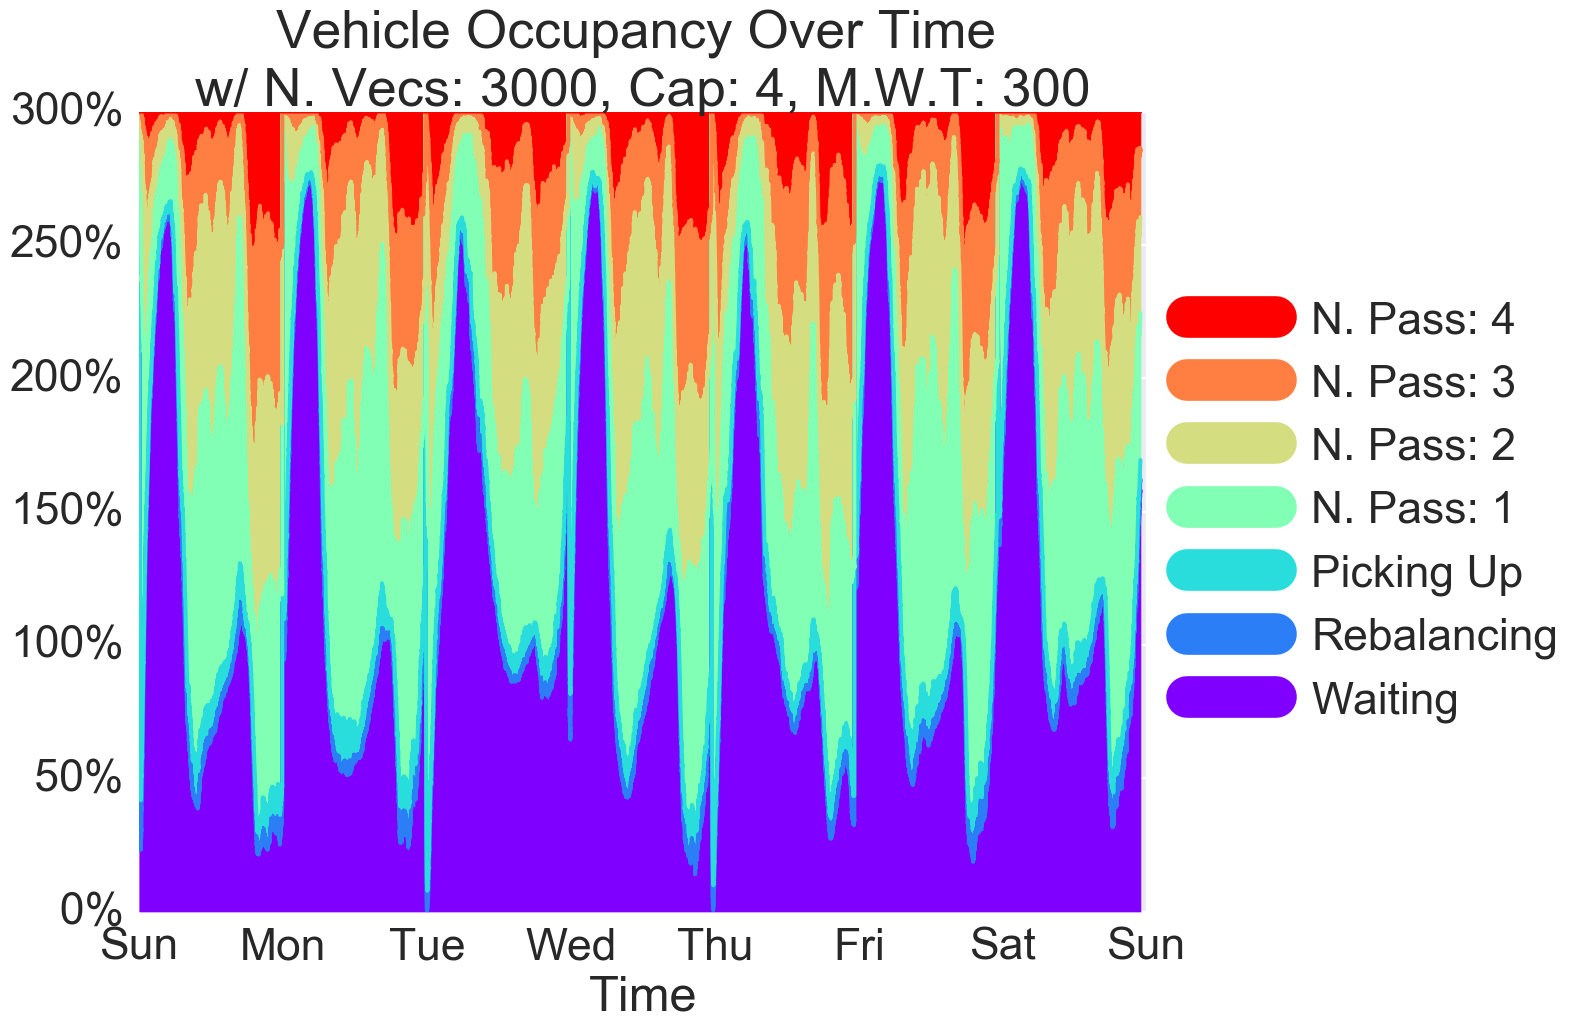 Vehicle Occupancy Over Time
w/ N. Vecs: 3000, Cap: 4, M.W.T: 300
300%
250%
200%
150%
100%
50%
0%
Sun Mon Tue Wed Thu Fri Sat Sun
Time
N. Pass: 4
N. Pass: 3
N. Pass: 2
N. Pass: 1
Picking Up
Rebalancing
Waiting